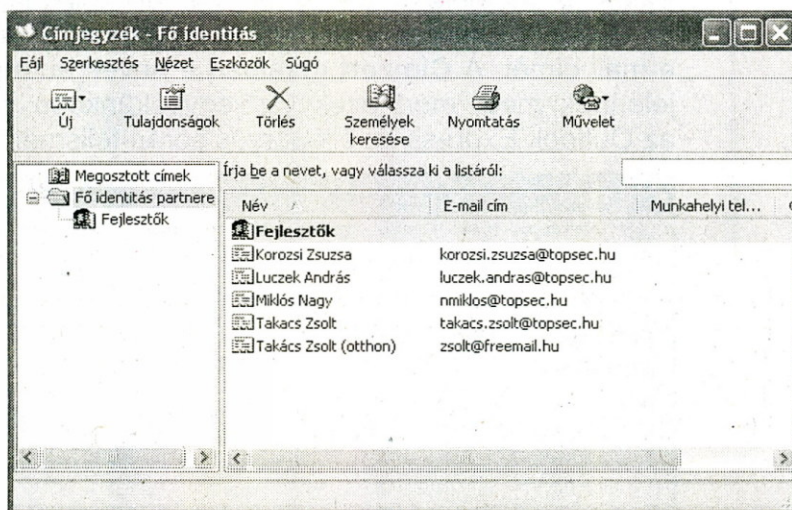 Címjegyzék - Fő identitás
Fájl Szerkesztés Nézet Eszközök Súgó
Új Tulajdonságok Törlés Személyek keresése Nyomtatás Művelet
Megosztott címek
Fő identitás partnere
Fejlesztők
Írja be a nevet, vagy válassza ki a listáról:
Név E-mail cím Munkahelyi tel...
Fejlesztők
Korozsi Zsuzsa korozsi.zsuzsa@topsec.hu
Luczek András luczek.andras@topsec.hu
Miklós Nagy nmiklos@topsec.hu
Takacs Zsolt takacs.zsolt@topsec.hu
Takács Zsolt (otthon) zsolt@freemail.hu